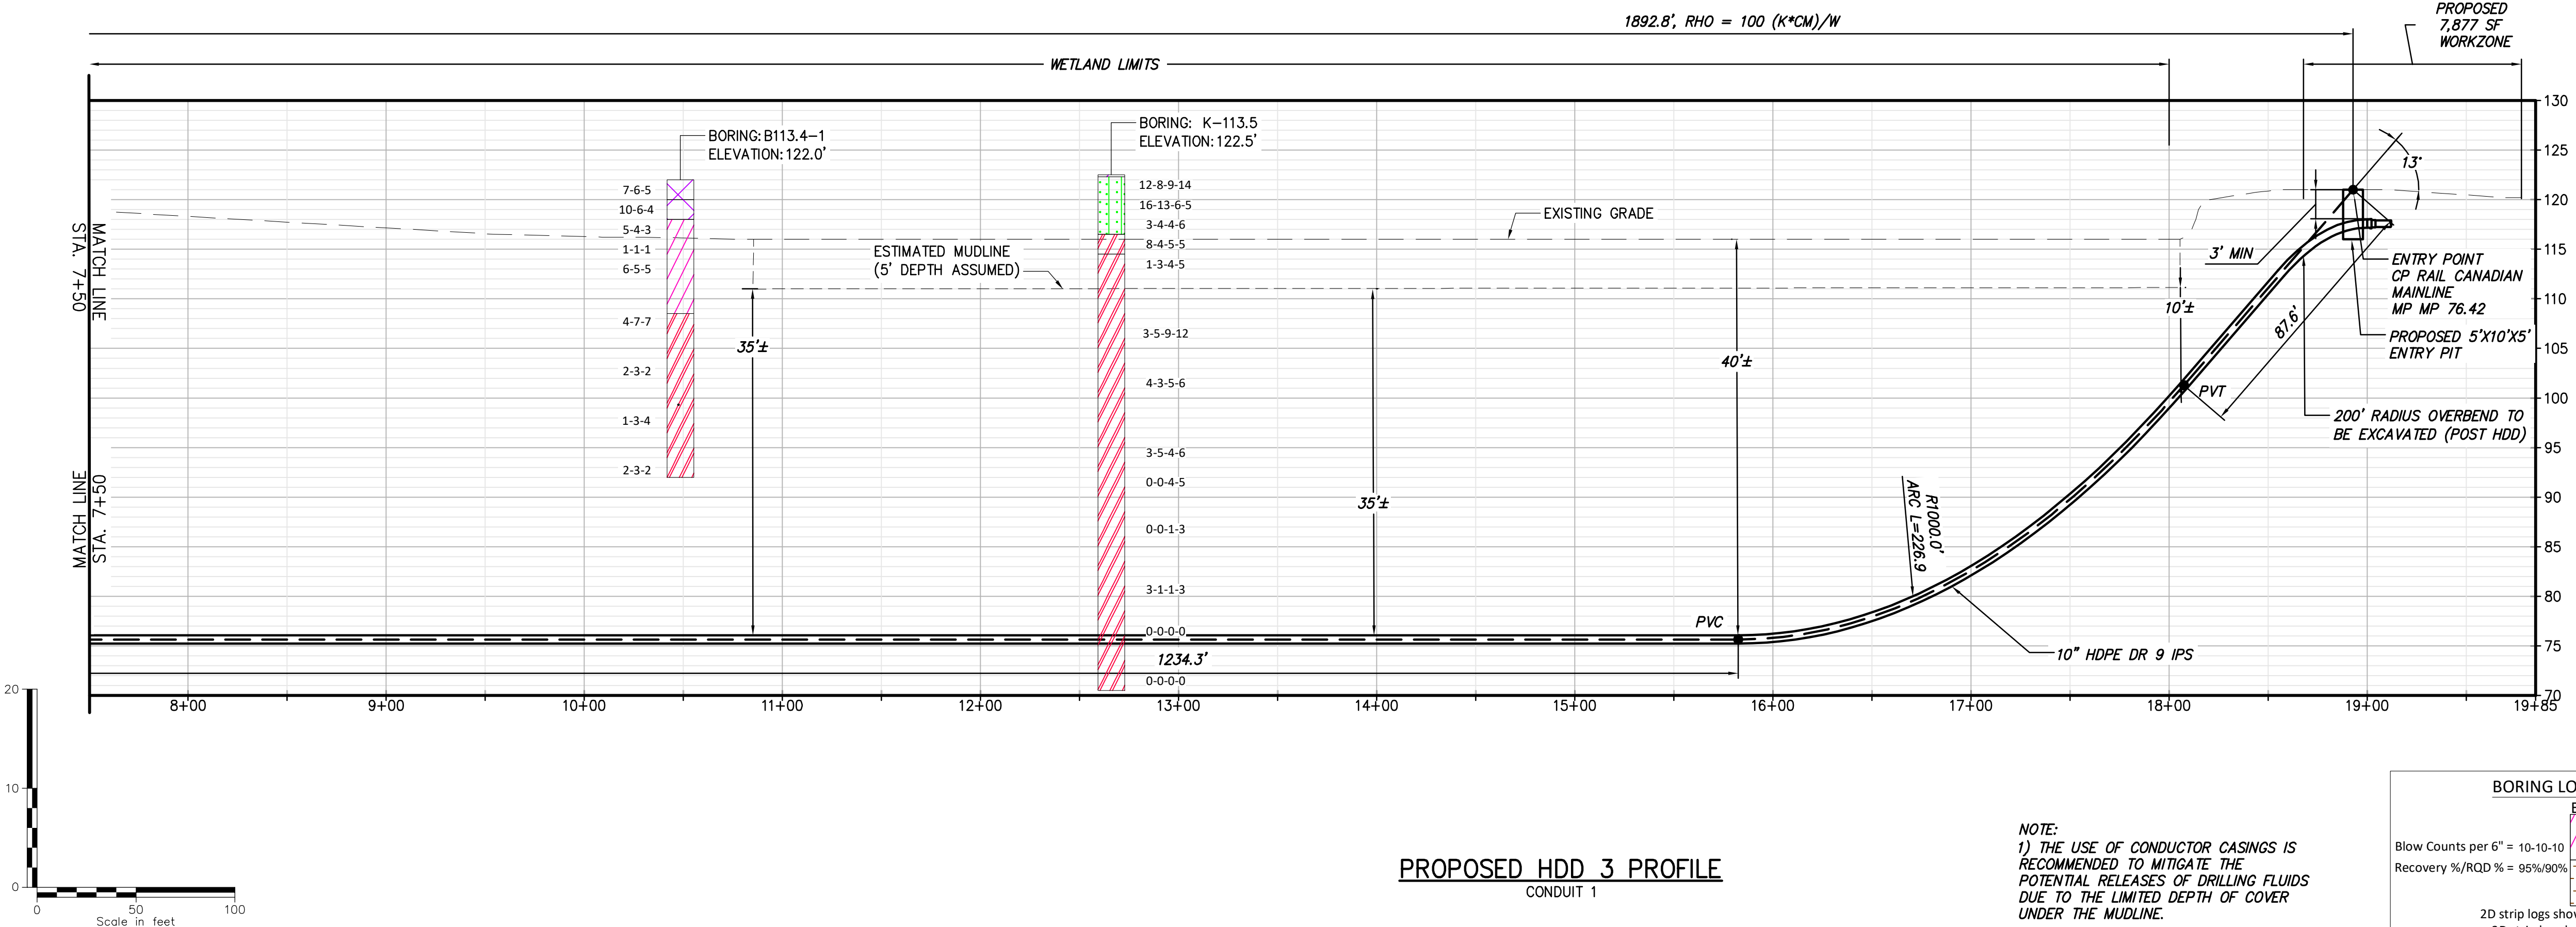 1892.8', RHO = 100 (K*CM)/W
PROPOSED
7,877 SF
WORKZONE
WETLAND LIMITS
BORING: B113.4-1
ELEVATION: 122.0'
7-6-5
10-6-4
5-4-3
1-1-1
6-5-5
4-7-7
2-3-2
1-3-4
2-3-2
BORING: K-113.5
ELEVATION: 122.5'
12-8-9-14
16-13-6-5
3-4-4-6
8-4-5-5
1-3-4-5
3-5-9-12
4-3-5-6
3-5-4-6
0-0-4-5
0-0-1-3
3-1-1-3
0-0-0-0
0-0-0-0
MATCH LINE
STA. 7+50
MATCH LINE
STA. 7+50
EXISTING GRADE
ESTIMATED MUDLINE
(5' DEPTH ASSUMED)
35'±
35'±
40'±
10'±
13°
3' MIN
87.6'
ENTRY POINT
CP RAIL CANADIAN
MAINLINE
MP MP 76.42
PROPOSED 5'X10'X5'
ENTRY PIT
PVT
200' RADIUS OVERBEND TO
BE EXCAVATED (POST HDD)
R1000.0'
ARC L=226.9
PVC
1234.3'
10" HDPE DR 9 IPS
130
125
120
115
110
105
100
95
90
85
80
75
70
8+00
9+00
10+00
11+00
12+00
13+00
14+00
15+00
16+00
17+00
18+00
19+00
19+85
20
10
0
0
50
100
Scale in feet
PROPOSED HDD 3 PROFILE
CONDUIT 1
NOTE:
1) THE USE OF CONDUCTOR CASINGS IS
RECOMMENDED TO MITIGATE THE
POTENTIAL RELEASES OF DRILLING FLUIDS
DUE TO THE LIMITED DEPTH OF COVER
UNDER THE MUDLINE.
BORING LO
Blow Counts per 6" = 10-10-10
Recovery %/RQD % = 95%/90%
2D strip logs show